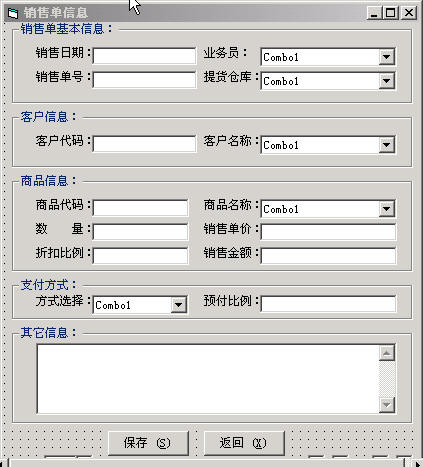 销售单信息
销售单基本信息：
销售日期： 业务员： Combo1
销售单号： 提货仓库： Combo1
客户信息：
客户代码： 客户名称： Combo1
商品信息：
商品代码： 商品名称： Combo1
数　　量： 销售单价：
折扣比例： 销售金额：
支付方式：
方式选择： Combo1 预付比例：
其它信息：
保存 (S) 返回 (X)